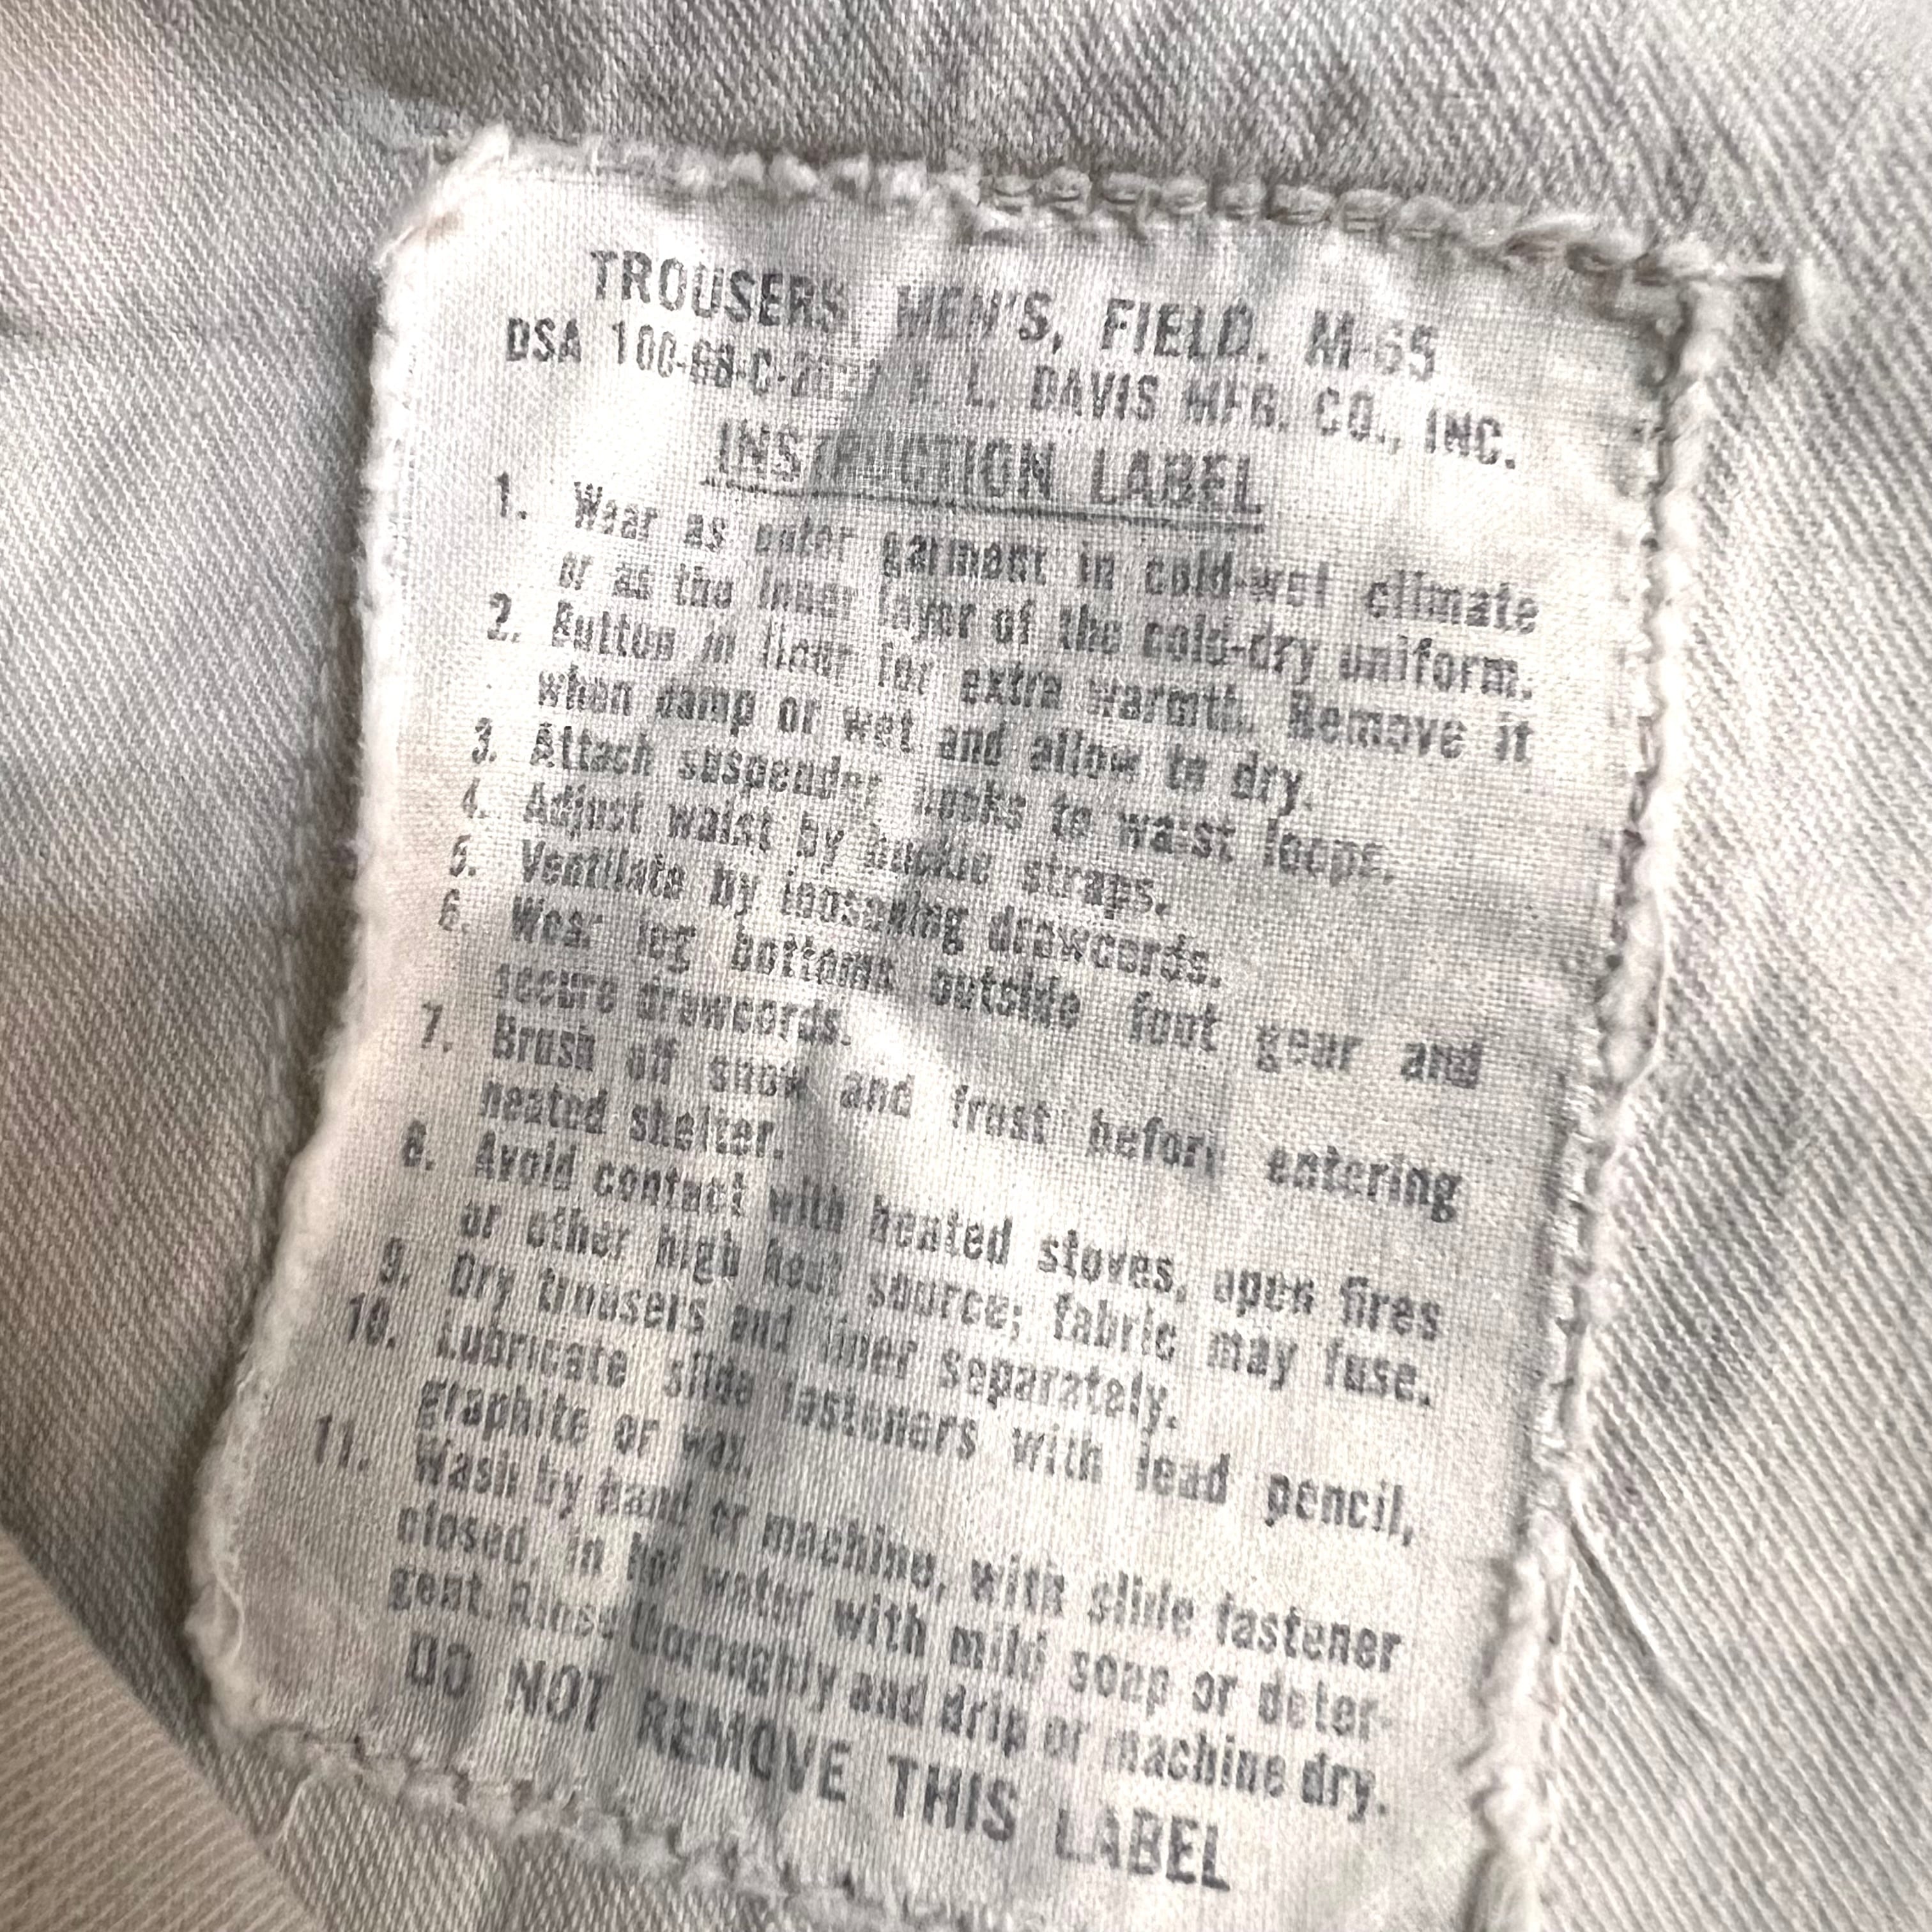 TROUSERS, MEN'S, FIELD, M-65
DSA 100-68-C- L. DAVIS MFG. CO., INC.
INSTRUCTION LABEL
1. Wear as outer garment in cold-wet climate
or as the inner layer of the cold-dry uniform.
2. Button in liner for extra warmth. Remove it
when damp or wet and allow to dry.
3. Attach suspender hooks to waist loops.
4. Adjust waist by buckle straps.
5. Ventilate by loosening drawcords.
6. Wear leg bottoms outside foot gear and
secure drawcords.
7. Brush off snow and frost before entering
heated shelter.
8. Avoid contact with heated stoves, open fires
or other high heat source; fabric may fuse.
9. Dry trousers and liner separately.
10. Lubricate slide fasteners with lead pencil,
graphite or wax.
11. Wash by hand or machine, with slide fastener
closed, in hot water with mild soap or deter-
gent. Rinse thoroughly and drip or machine dry.
DO NOT REMOVE THIS LABEL